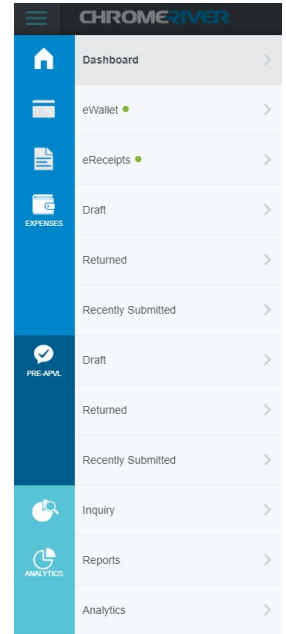 CHROMERIVER
Dashboard
eWallet
eReceipts
EXPENSES
Draft
Returned
Recently Submitted
PRE-APVL
Draft
Returned
Recently Submitted
Inquiry
ANALYTICS
Reports
Analytics